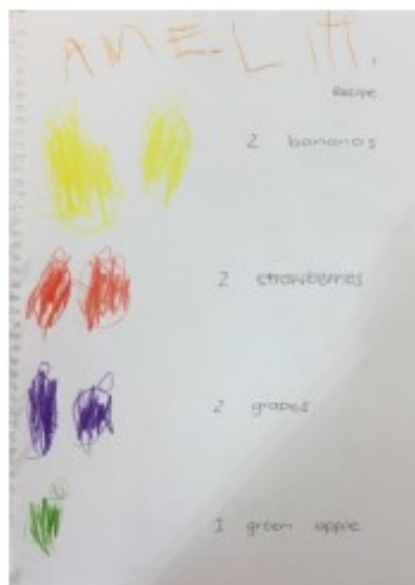 AMELIA.
Recipe
2 bananas
2 strawberries
2 grapes
1 green apple